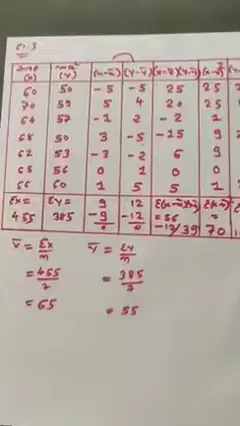 (x) (y) (x-x̄) (y-ȳ) (x-x̄)(y-ȳ) (x-x̄)²
60 50 -5 -5 25 25
70 59 5 4 20 25
64 57 -1 2 -2 1
68 50 3 -5 -15 9
62 53 -3 -2 6 9
65 56 0 1 0 0
66 60 1 5 5 1
Σx= Σy= 9 12
455 385 -9 -12 = 56 =
0 0 -17/39 70
x̄ = Σx/n ȳ = Σy/n
= 455/7 = 385/7
= 65 = 55